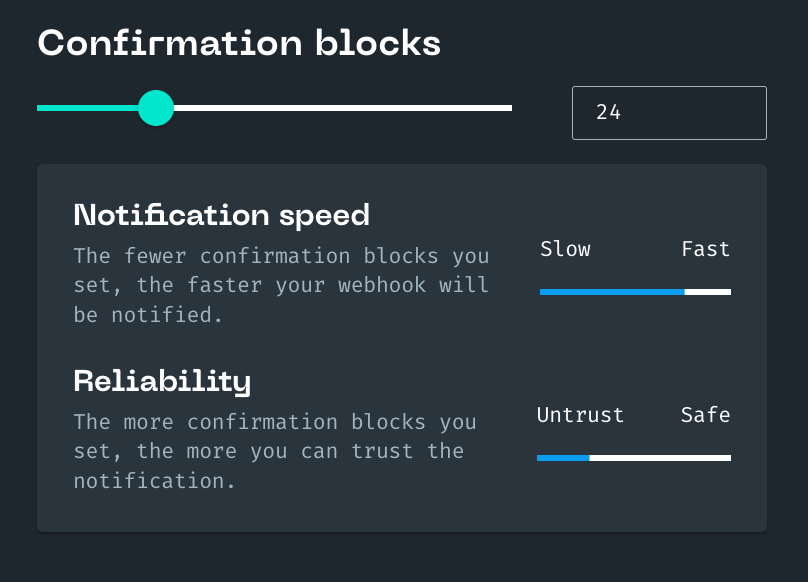 Confirmation blocks
24
Notification speed
The fewer confirmation blocks you
set, the faster your webhook will
be notified.
Slow Fast
Reliability
The more confirmation blocks you
set, the more you can trust the
notification.
Untrust Safe